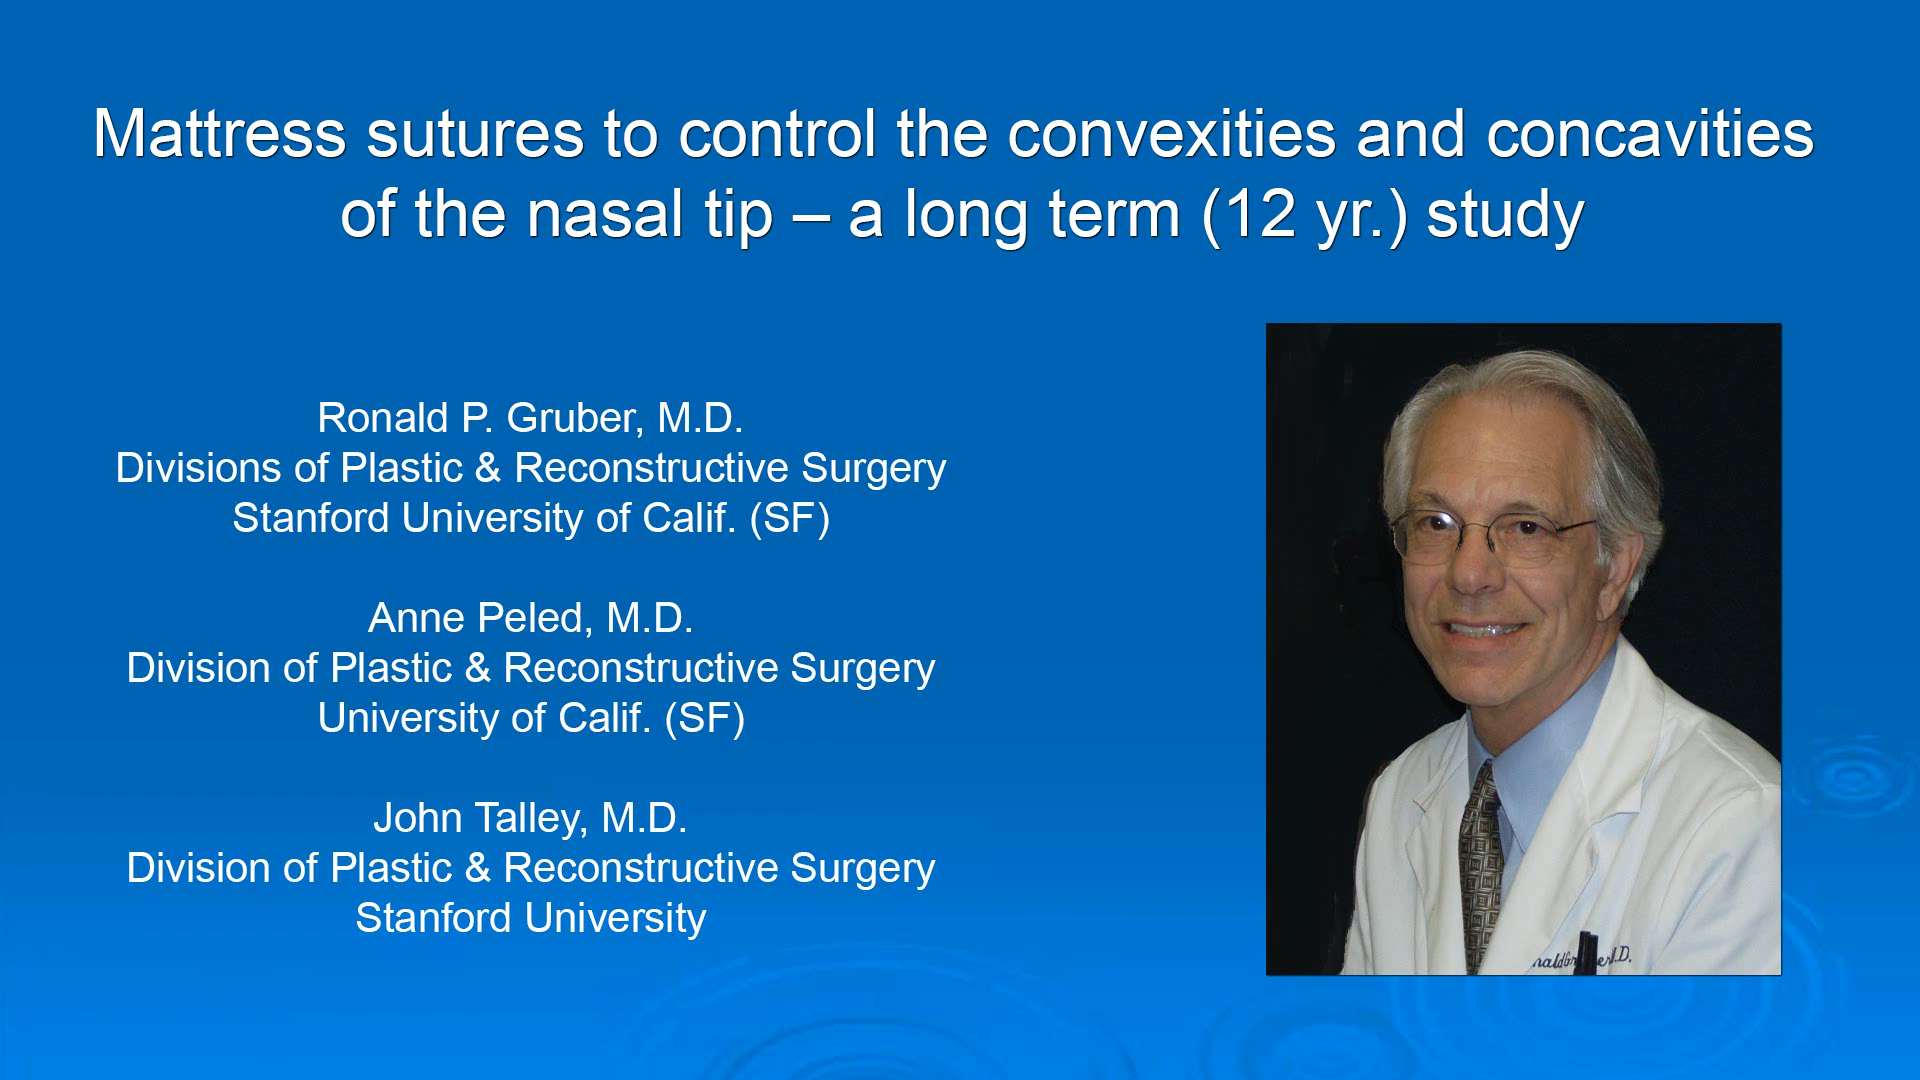 Mattress sutures to control the convexities and concavities
of the nasal tip – a long term (12 yr.) study
Ronald P. Gruber, M.D.
Divisions of Plastic & Reconstructive Surgery
Stanford University of Calif. (SF)
Anne Peled, M.D.
Division of Plastic & Reconstructive Surgery
University of Calif. (SF)
John Talley, M.D.
Division of Plastic & Reconstructive Surgery
Stanford University